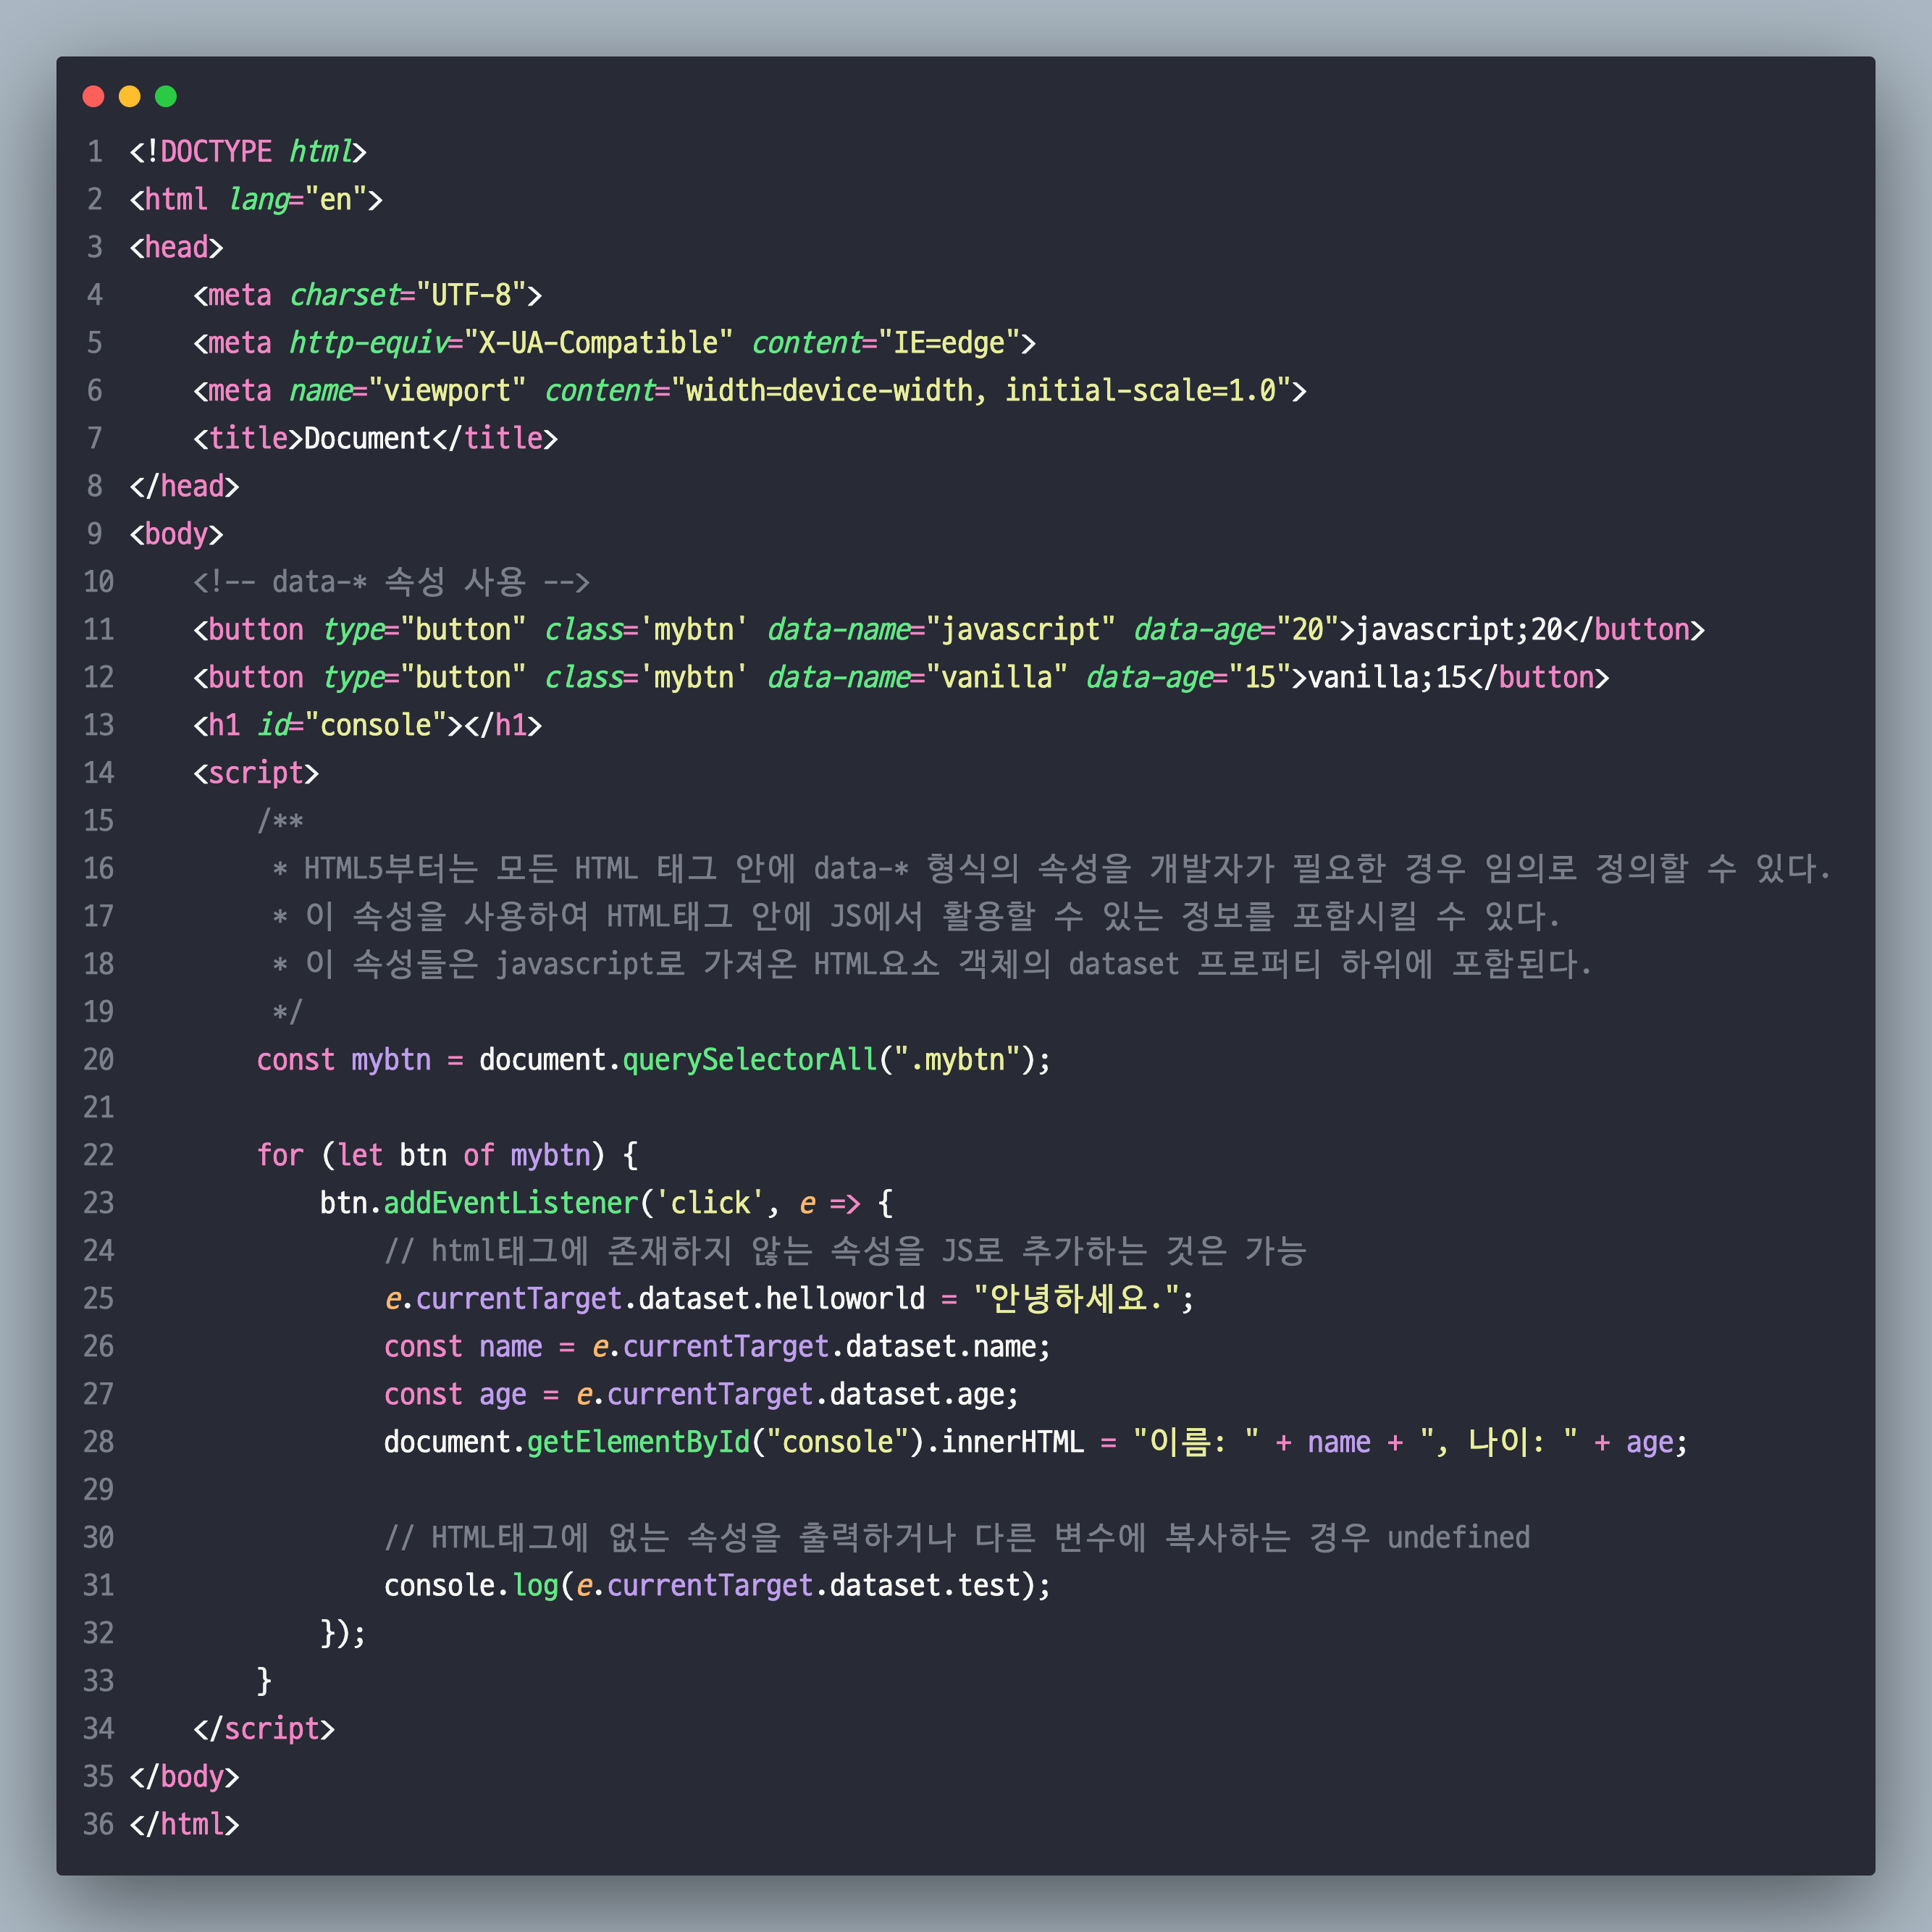 1 <!DOCTYPE html>
2 <html lang="en">
3 <head>
4     <meta charset="UTF-8">
5     <meta http-equiv="X-UA-Compatible" content="IE=edge">
6     <meta name="viewport" content="width=device-width, initial-scale=1.0">
7     <title>Document</title>
8 </head>
9 <body>
10     <!-- data-* 속성 사용 -->
11     <button type="button" class='mybtn' data-name="javascript" data-age="20">javascript;20</button>
12     <button type="button" class='mybtn' data-name="vanilla" data-age="15">vanilla;15</button>
13     <h1 id="console"></h1>
14     <script>
15         /**
16          * HTML5부터는 모든 HTML 태그 안에 data-* 형식의 속성을 개발자가 필요한 경우 임의로 정의할 수 있다.
17          * 이 속성을 사용하여 HTML태그 안에 JS에서 활용할 수 있는 정보를 포함시킬 수 있다.
18          * 이 속성들은 javascript로 가져온 HTML요소 객체의 dataset 프로퍼티 하위에 포함된다.
19          */
20         const mybtn = document.querySelectorAll(".mybtn");
21
22         for (let btn of mybtn) {
23             btn.addEventListener('click', e => {
24                 // html태그에 존재하지 않는 속성을 JS로 추가하는 것은 가능
25                 e.currentTarget.dataset.helloworld = "안녕하세요.";
26                 const name = e.currentTarget.dataset.name;
27                 const age = e.currentTarget.dataset.age;
28                 document.getElementById("console").innerHTML = "이름: " + name + ", 나이: " + age;
29
30                 // HTML태그에 없는 속성을 출력하거나 다른 변수에 복사하는 경우 undefined
31                 console.log(e.currentTarget.dataset.test);
32             });
33         }
34     </script>
35 </body>
36 </html>